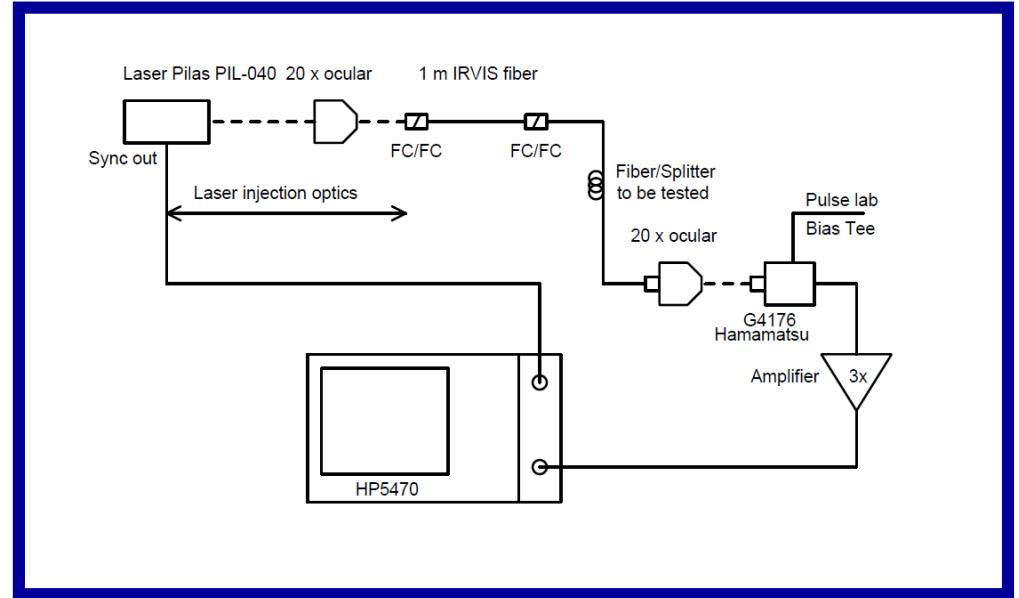 Laser Pilas PIL-040 20 x ocular 1 m IRVIS fiber
Sync out
FC/FC FC/FC
Laser injection optics
Fiber/Splitter
to be tested
Pulse lab
Bias Tee
20 x ocular
G4176
Hamamatsu
Amplifier 3x
HP5470